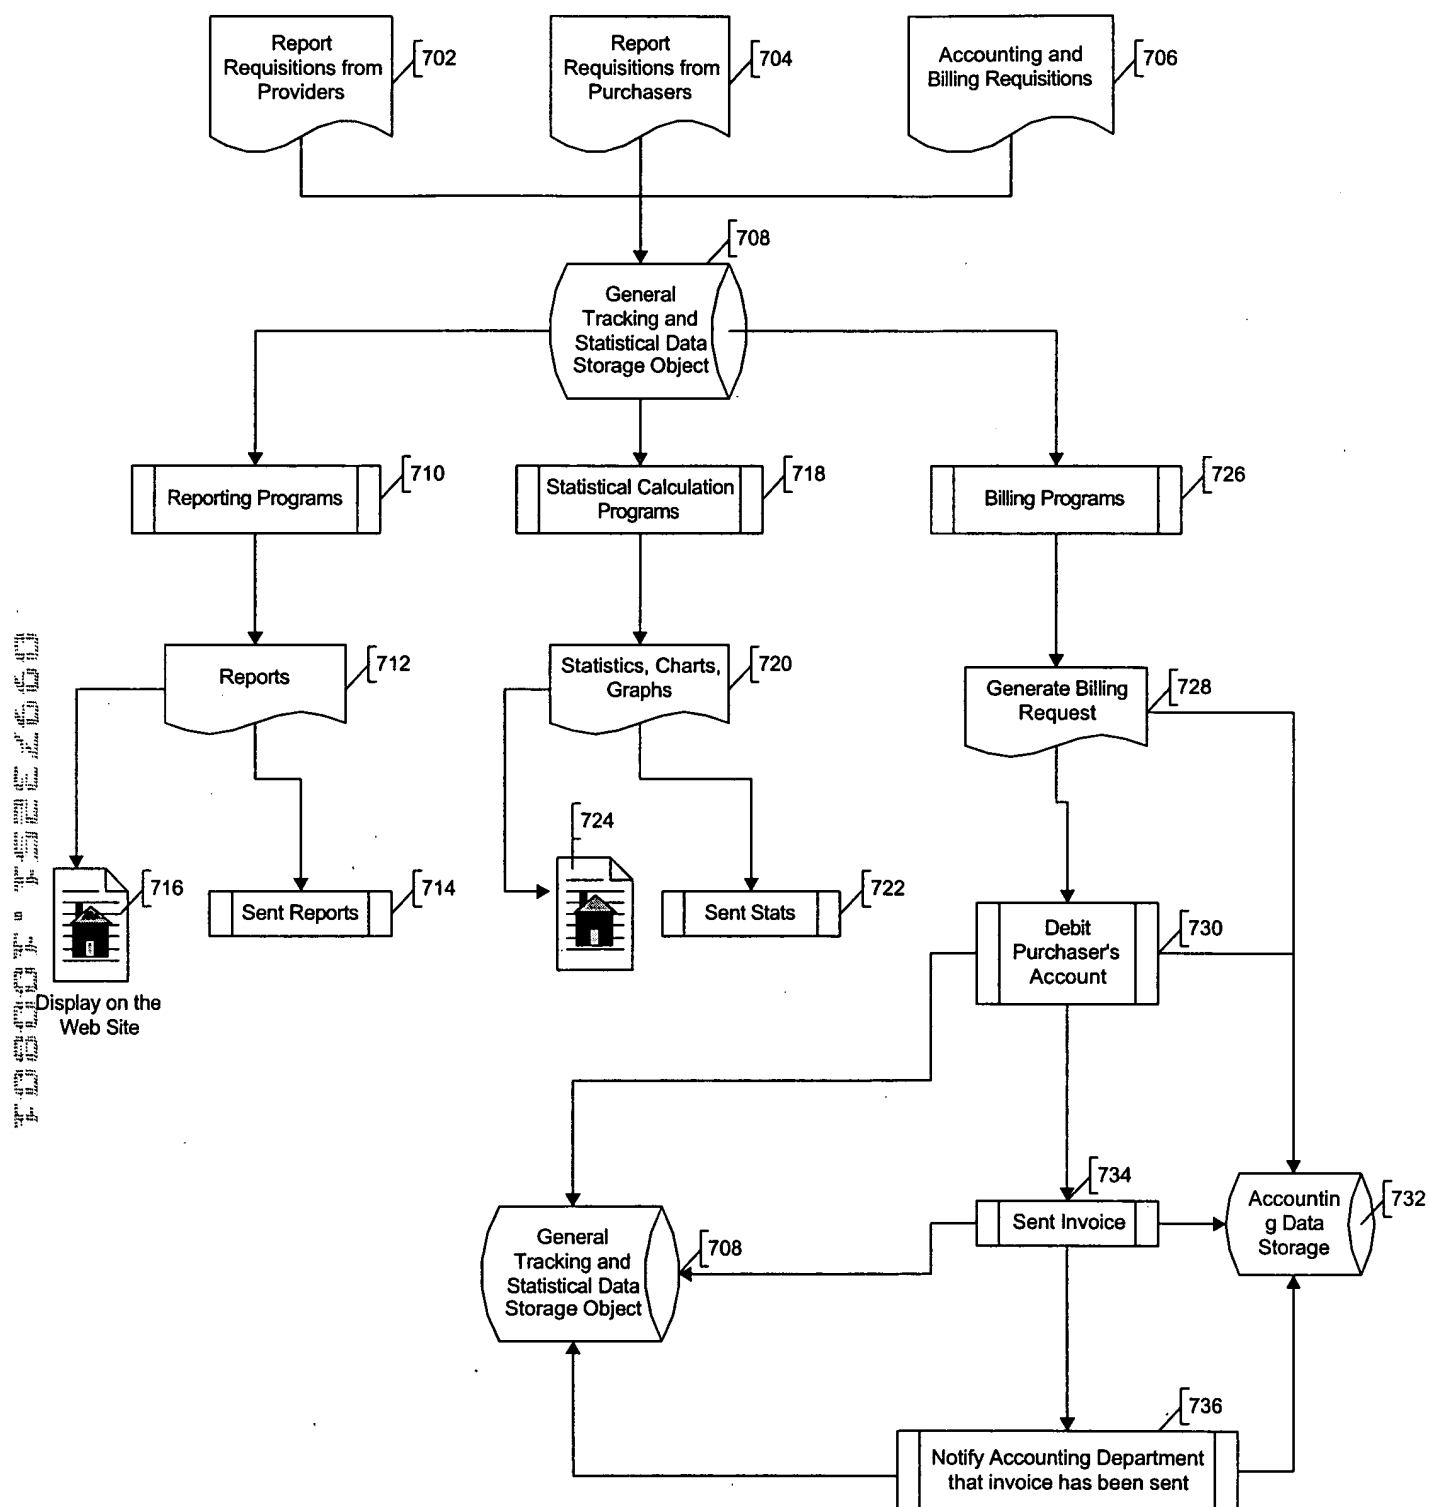 Report
Requisitions from
Providers
702
Report
Requisitions from
Purchasers
704
Accounting and
Billing Requisitions
706
708
General
Tracking and
Statistical Data
Storage Object
Reporting Programs
710
Statistical Calculation
Programs
718
Billing Programs
726
Reports
712
Statistics, Charts,
Graphs
720
Generate Billing
Request
728
716
Display on the
Web Site
Sent Reports
714
724
Sent Stats
722
Debit
Purchaser's
Account
730
734
Sent Invoice
Accountin
g Data
Storage
732
General
Tracking and
Statistical Data
Storage Object
708
736
Notify Accounting Department
that invoice has been sent
09973251.100801